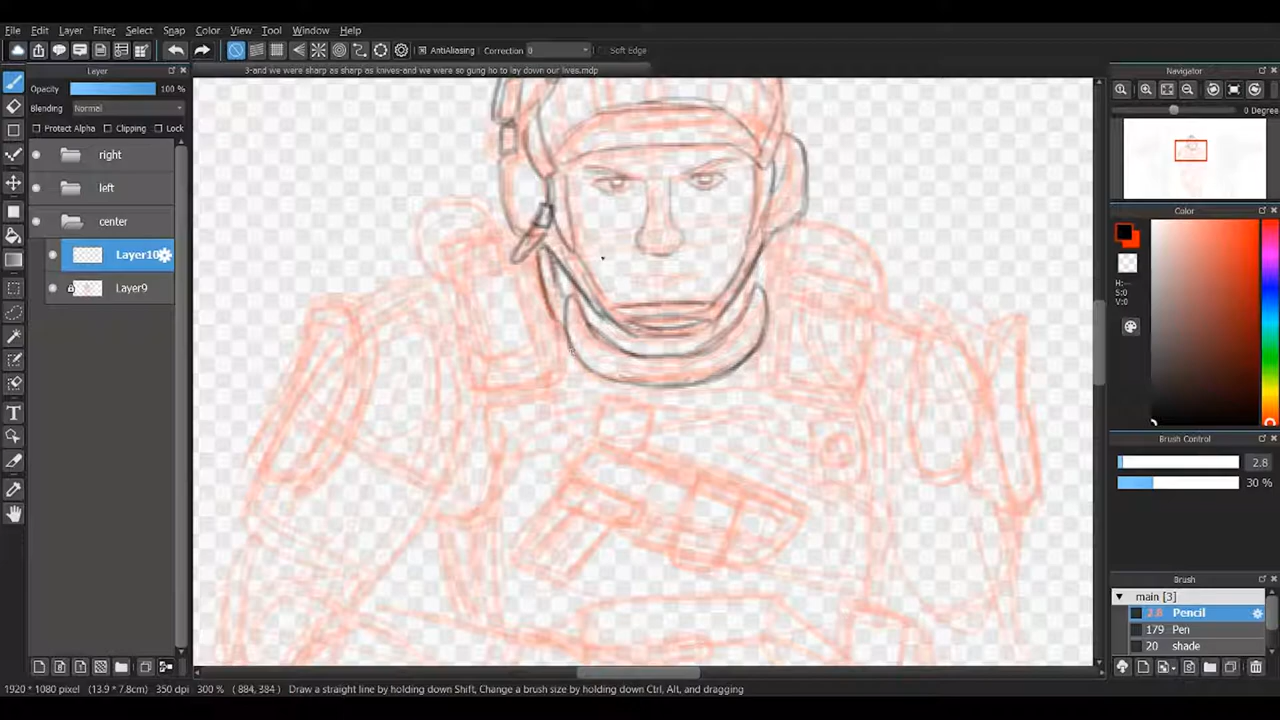 File Edit Layer Filter Select Snap Color View Tool Window Help
AntiAliasing Correction 0 Soft Edge
Layer
3-and we were sharp as sharp as knives-and we were so gung ho to lay down our lives.mdp
Navigator
Opacity 100 %
Blending Normal
Protect Alpha Clipping Lock
0 Degree
right
left
center
Layer10
Layer9
Color
H:---
S:0
V:0
Brush Control
2.8
30 %
Brush
main [3]
2.8 Pencil
179 Pen
20 shade
T
1920 * 1080 pixel (13.9 * 7.8cm) 350 dpi 300 % ( 884, 384 ) Draw a straight line by holding down Shift, Change a brush size by holding down Ctrl, Alt, and dragging